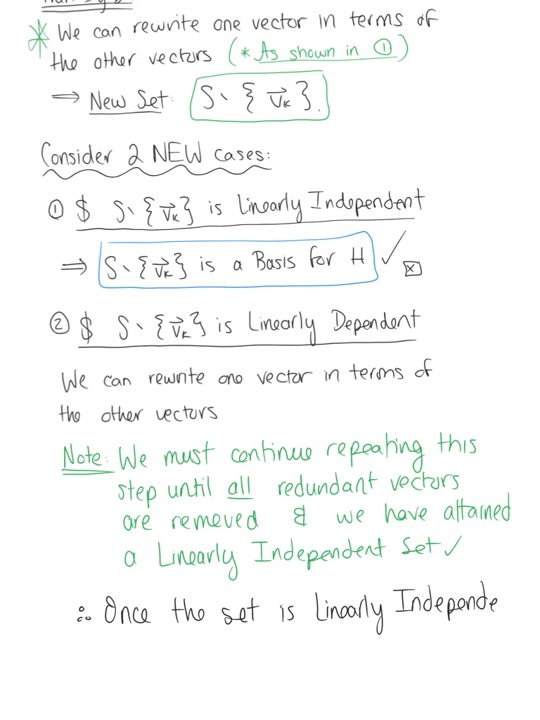 * We can rewrite one vector in terms of
the other vectors (* As shown in ①)
⇒ New Set: S \ { v⃗ₖ }.
Consider 2 NEW cases:
① $ S \ { v⃗ₖ } is Linearly Independent
⇒ S \ { v⃗ₖ } is a Basis for H ✓ ☒
② $ S \ { v⃗ₖ } is Linearly Dependent
We can rewrite one vector in terms of
the other vectors
Note: We must continue repeating this
step until all redundant vectors
are removed & we have attained
a Linearly Independent Set ✓
∴ Once the set is Linearly Independe